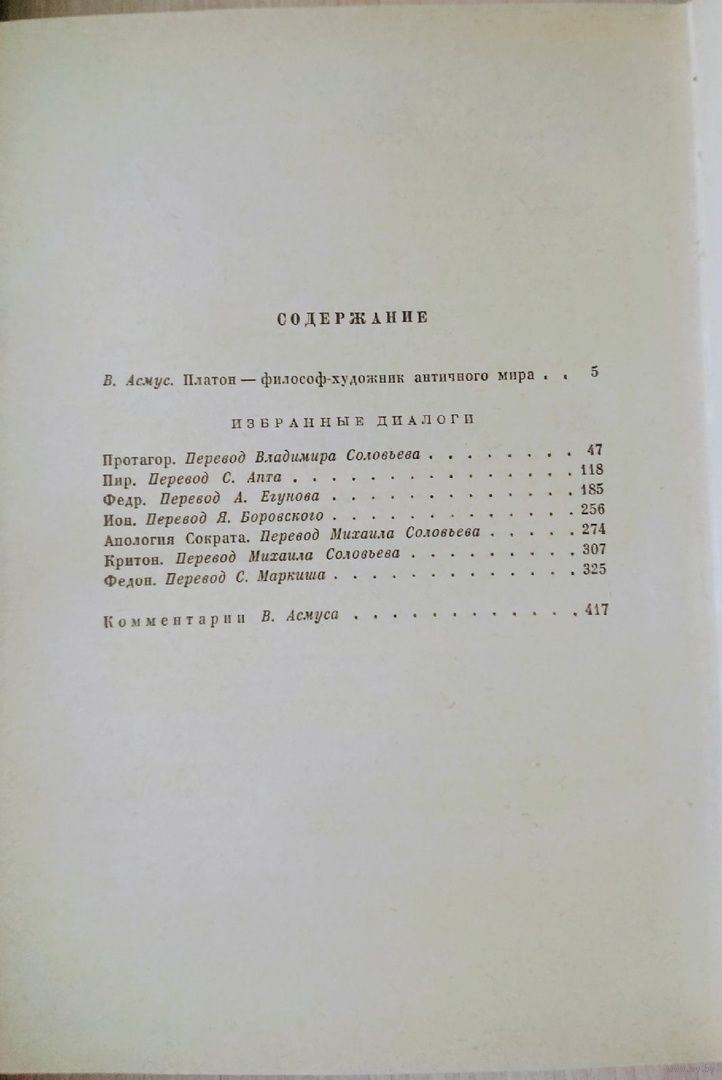 СОДЕРЖАНИЕ
В. Асмус. Платон — философ-художник античного мира . . 5
ИЗБРАННЫЕ ДИАЛОГИ
Протагор. Перевод Владимира Соловьева . . . . . . . . 47
Пир. Перевод С. Апта . . . . . . . . . . . . . . . 118
Федр. Перевод А. Егунова . . . . . . . . . . . . . 185
Ион. Перевод Я. Боровского . . . . . . . . . . . . . 256
Апология Сократа. Перевод Михаила Соловьева . . . . . 274
Критон. Перевод Михаила Соловьева . . . . . . . . . 307
Федон. Перевод С. Маркиша . . . . . . . . . . . . . 325
Комментарии В. Асмуса . . . . . . . . . . . . 417